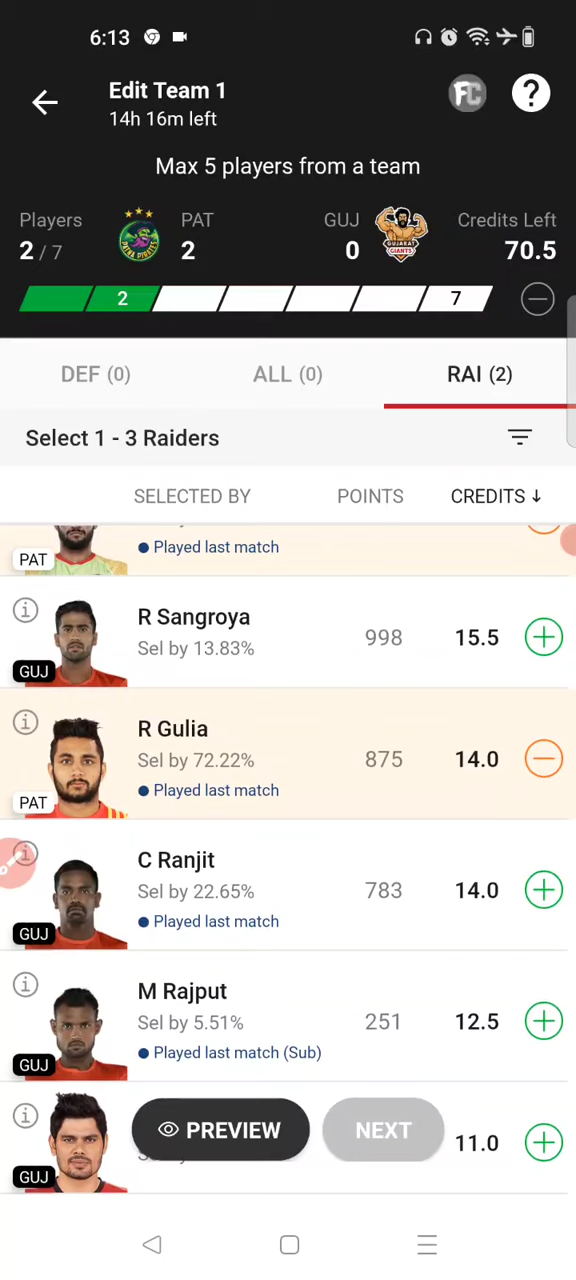 6:13
Edit Team 1
14h 16m left
FC
?
Max 5 players from a team
Players
2 / 7
PAT
2
GUJ
0
Credits Left
70.5
2
7
DEF (0)
ALL (0)
RAI (2)
Select 1 - 3 Raiders
SELECTED BY
POINTS
CREDITS ↓
PAT
Played last match
R Sangroya
Sel by 13.83%
998
15.5
GUJ
R Gulia
Sel by 72.22%
875
14.0
Played last match
PAT
C Ranjit
Sel by 22.65%
783
14.0
Played last match
GUJ
M Rajput
Sel by 5.51%
251
12.5
Played last match (Sub)
GUJ
PREVIEW
NEXT
11.0
GUJ